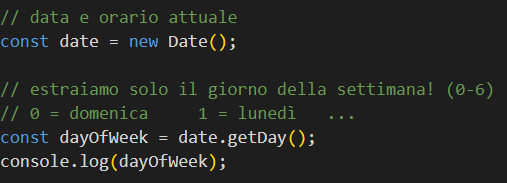 // data e orario attuale
const date = new Date();
// estraiamo solo il giorno della settimana! (0-6)
// 0 = domenica     1 = lunedì   ...
const dayOfWeek = date.getDay();
console.log(dayOfWeek);